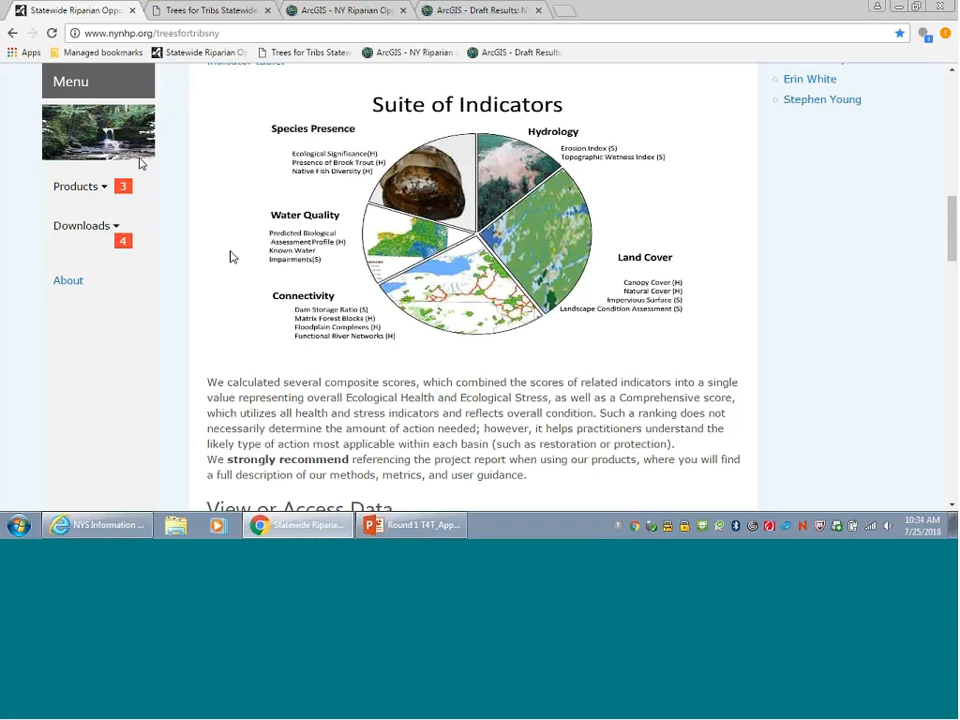 Statewide Riparian Oppo
Trees for Tribs Statewide
ArcGIS - NY Riparian Op
ArcGIS - Draft Results: N
www.nynhp.org/treesfortribsny
Apps
Managed bookmarks
Statewide Riparian Op
Trees for Tribs Statew
ArcGIS - NY Riparian
ArcGIS - Draft Results
Menu
Products
3
Downloads
4
About
Erin White
Stephen Young
Suite of Indicators
Species Presence
Ecological Significance(H)
Presence of Brook Trout (H)
Native Fish Diversity (H)
Hydrology
Erosion Index (S)
Topographic Wetness Index (S)
Water Quality
Predicted Biological
Assessment Profile (H)
Known Water
Impairments(S)
Land Cover
Canopy Cover (H)
Natural Cover (H)
Impervious Surface (S)
Landscape Condition Assessment (S)
Connectivity
Dam Storage Ratio (S)
Matrix Forest Blocks (H)
Floodplain Complexes (H)
Functional River Networks (H)
We calculated several composite scores, which combined the scores of related indicators into a single
value representing overall Ecological Health and Ecological Stress, as well as a Comprehensive score,
which utilizes all health and stress indicators and reflects overall condition. Such a ranking does not
necessarily determine the amount of action needed; however, it helps practitioners understand the
likely type of action most applicable within each basin (such as restoration or protection).
We strongly recommend referencing the project report when using our products, where you will find
a full description of our methods, metrics, and user guidance.
View or Access Data
NYS Information ...
Statewide Riparia...
Round1 T4T_App...
10:34 AM
7/25/2018